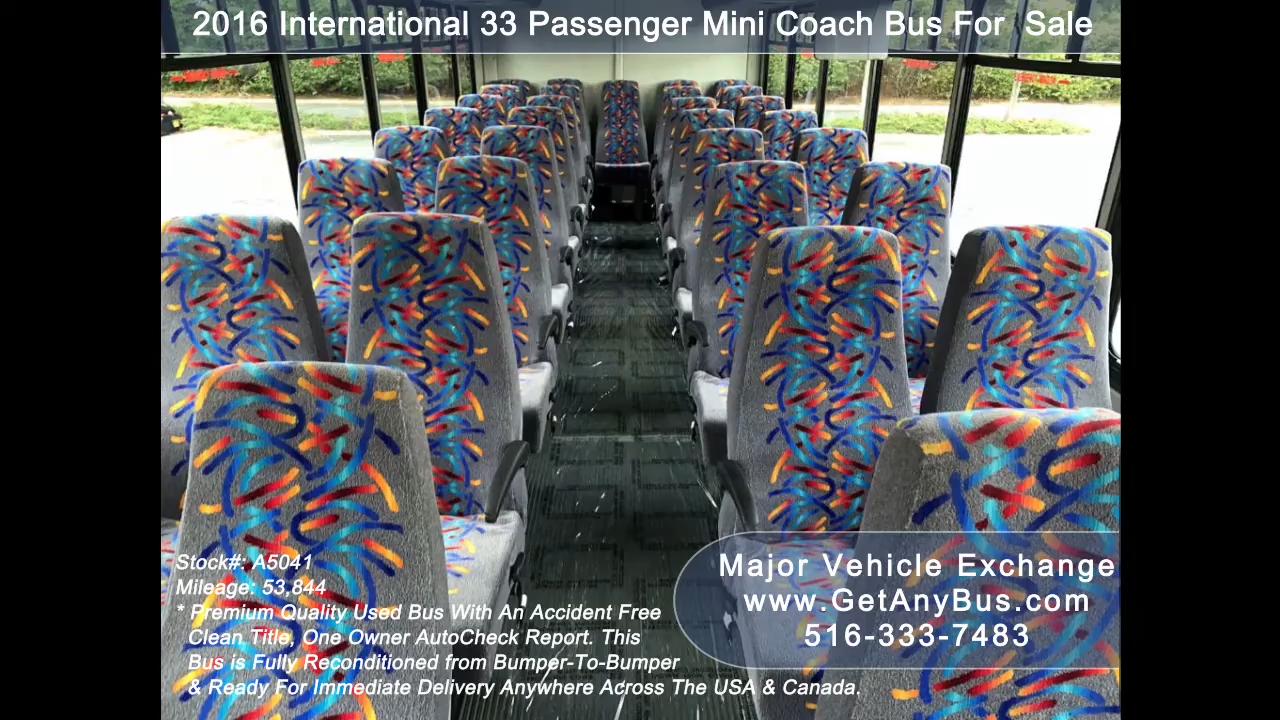 2016 International 33 Passenger Mini Coach Bus For Sale
Stock#: A5041
Mileage: 53,844
* Premium Quality Used Bus With An Accident Free
Clean Title, One Owner AutoCheck Report. This
Bus is Fully Reconditioned from Bumper-To-Bumper
& Ready For Immediate Delivery Anywhere Across The USA & Canada.
Major Vehicle Exchange
www.GetAnyBus.com
516-333-7483